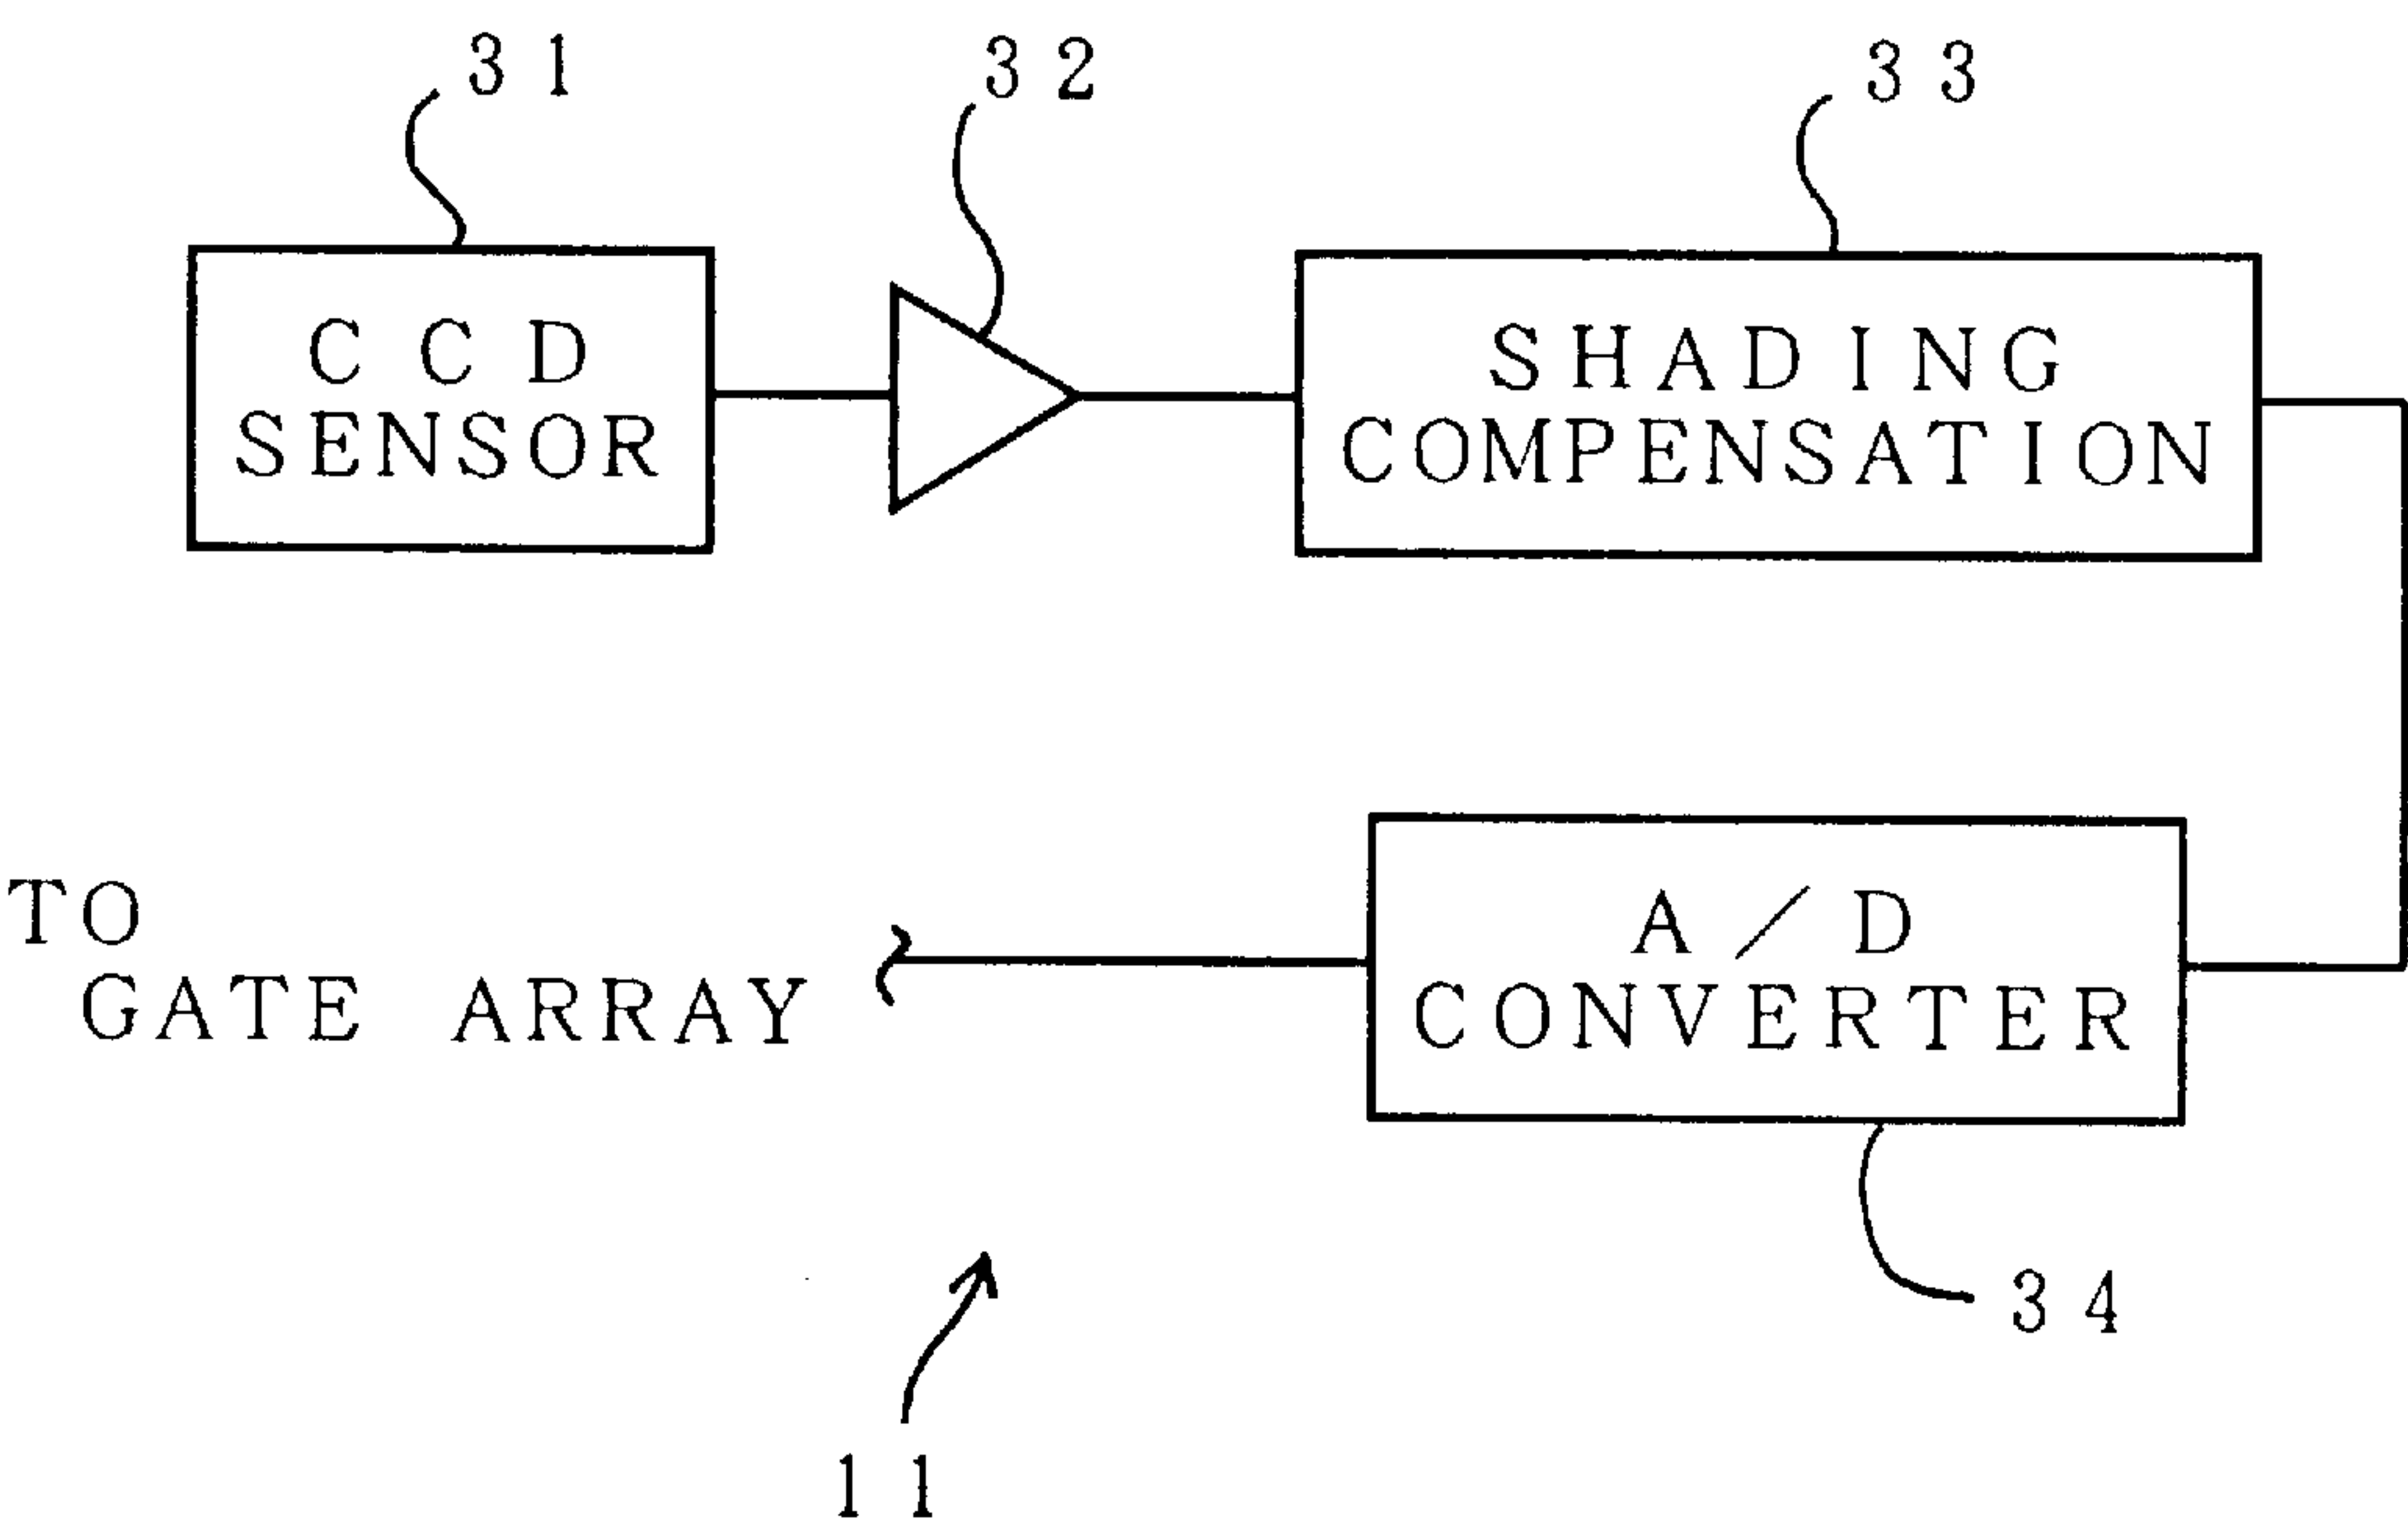 31
32
33
CCD
SENSOR
SHADING
COMPENSATION
TO
GATE ARRAY
A/D
CONVERTER
34
11